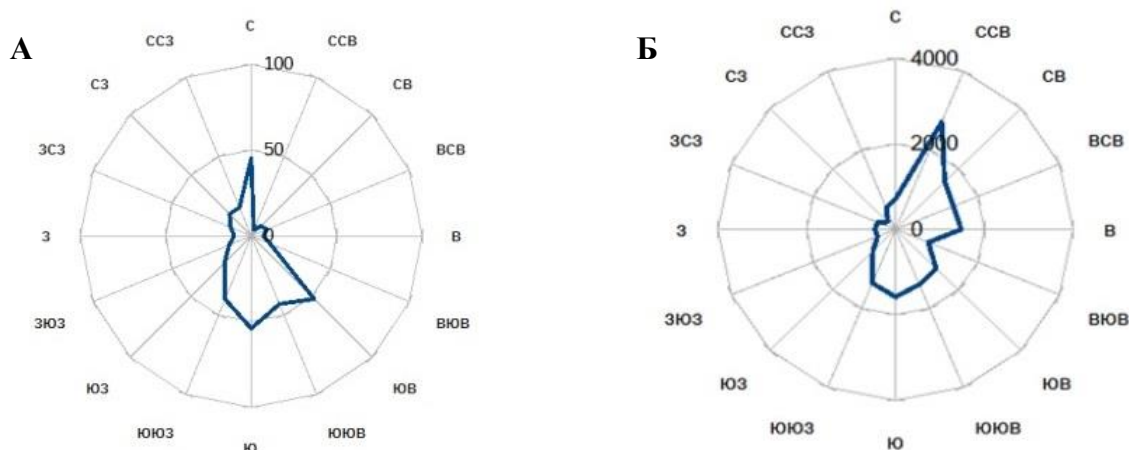 А
С
ССВ
СВ
ВСВ
В
ВЮВ
ЮВ
ЮЮВ
Ю
ЮЮЗ
ЮЗ
ЗЮЗ
З
ЗСЗ
СЗ
ССЗ
100
50
0
Б
С
ССВ
СВ
ВСВ
В
ВЮВ
ЮВ
ЮЮВ
Ю
ЮЮЗ
ЮЗ
ЗЮЗ
З
ЗСЗ
СЗ
ССЗ
4000
2000
0